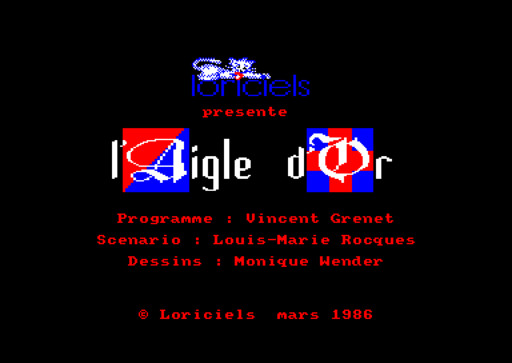 loriciels
presente
l'Aigle d'Or
Programme : Vincent Grenet
Scenario : Louis-Marie Rocques
Dessins : Monique Wender
© Loriciels mars 1986